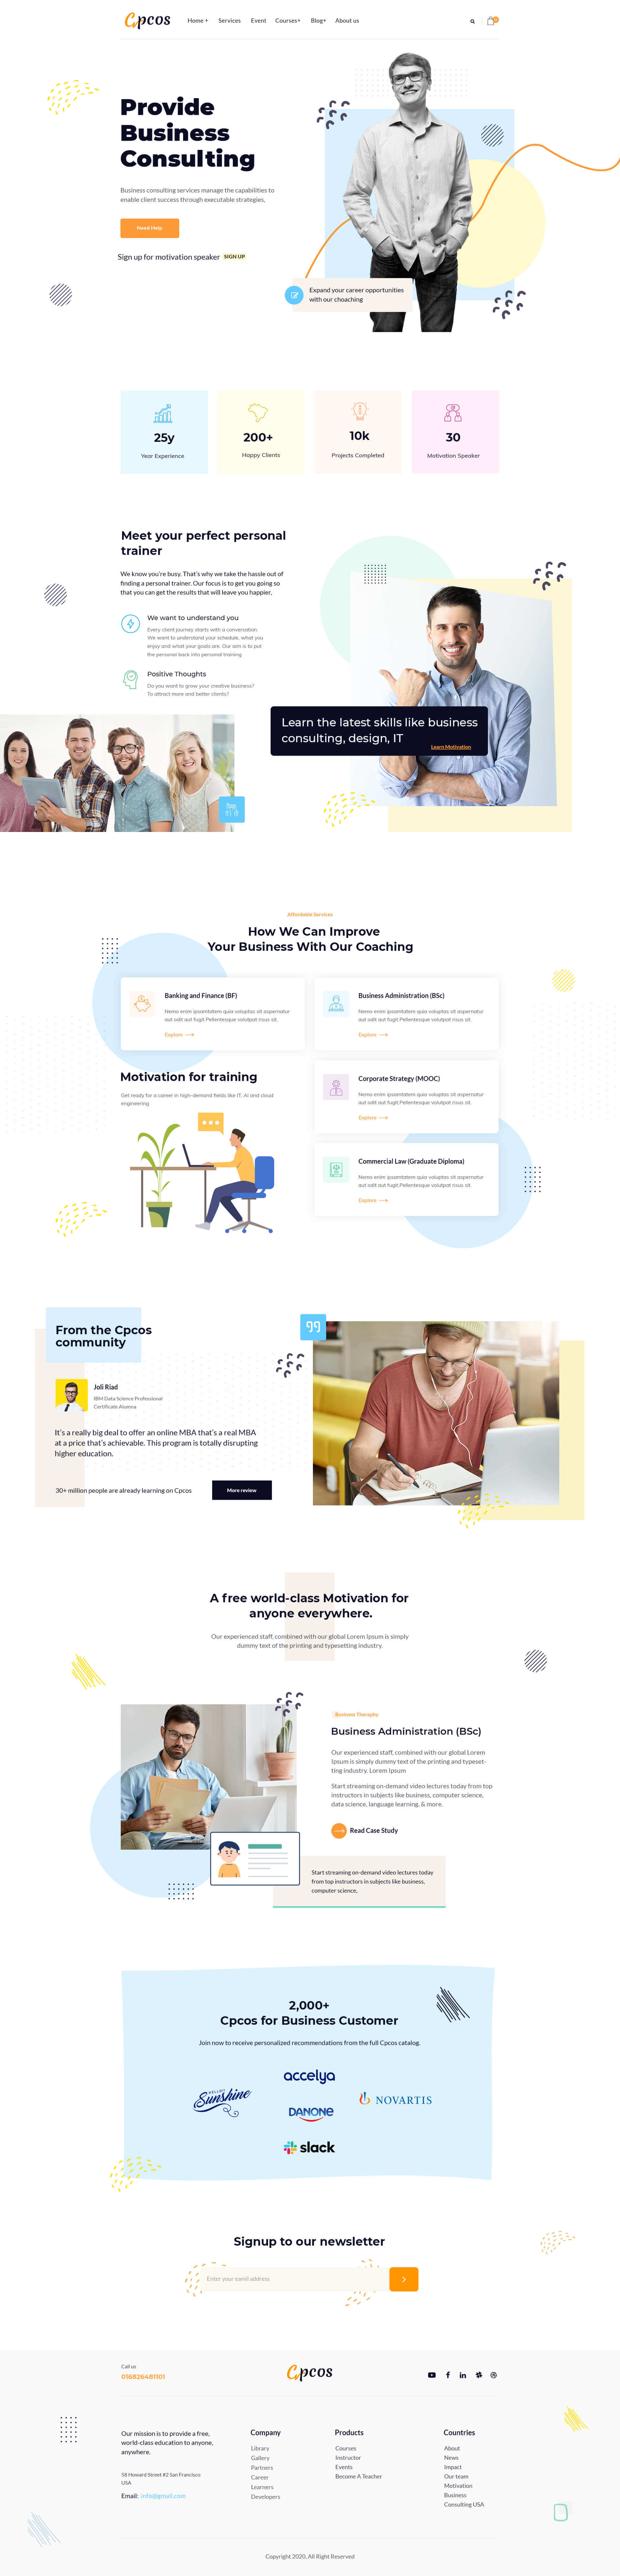 Cpcos
Home +
Services
Event
Courses+
Blog+
About us
Provide
Business
Consulting
Business consulting services manage the capabilities to
enable client success through executable strategies,
Need Help
Sign up for motivation speaker SIGN UP
Expand your career opportunities
with our choaching
25y
Year Experience
200+
Happy Clients
10k
Projects Completed
30
Motivation Speaker
Meet your perfect personal
trainer
We know you're busy. That's why we take the hassle out of
finding a personal trainer. Our focus is to get you going so
that you can get the results that will leave you happier,
We want to understand you
Every client journey starts with a conversation.
We want to understand your schedule, what you
enjoy and what your goals are. Our aim is to put
the personal back into personal training
Positive Thoughts
Do you want to grow your creative business?
To attract more and better clients?
Learn the latest skills like business
consulting, design, IT
Learn Motivation
Affordable Services
How We Can Improve
Your Business With Our Coaching
Banking and Finance (BF)
Nemo enim ipsamtatem quia voluptas sit aspernatur
aut odit aut fugit.Pellentesque volutpat risus sit.
Explore
Business Administration (BSc)
Nemo enim ipsamtatem quia voluptas sit aspernatur
aut odit aut fugit.Pellentesque volutpat risus sit.
Explore
Motivation for training
Get ready for a career in high-demand fields like IT, AI and cloud
engineering
Corporate Strategy (MOOC)
Nemo enim ipsamtatem quia voluptas sit aspernatur
aut odit aut fugit.Pellentesque volutpat risus sit.
Explore
Commercial Law (Graduate Diploma)
Nemo enim ipsamtatem quia voluptas sit aspernatur
aut odit aut fugit.Pellentesque volutpat risus sit.
Explore
From the Cpcos
community
Joli Riad
IBM Data Science Professional
Certificate Alumna
It's a really big deal to offer an online MBA that's a real MBA
at a price that's achievable. This program is totally disrupting
higher education.
30+ million people are already learning on Cpcos
More review
A free world-class Motivation for
anyone everywhere.
Our experienced staff, combined with our global Lorem Ipsum is simply
dummy text of the printing and typesetting industry.
Business Theraphy
Business Administration (BSc)
Our experienced staff, combined with our global Lorem
Ipsum is simply dummy text of the printing and typeset-
ting industry. Lorem Ipsum
Start streaming on-demand video lectures today from top
instructors in subjects like business, computer science,
data science, language learning, & more.
Read Case Study
Start streaming on-demand video lectures today
from top instructors in subjects like business,
computer science,
2,000+
Cpcos for Business Customer
Join now to receive personalized recommendations from the full Cpcos catalog.
accelya
HELLO
Sunshine
DANONE
NOVARTIS
slack
Signup to our newsletter
Enter your eamil address
Call us
016826481101
Cpcos
Our mission is to provide a free,
world-class education to anyone,
anywhere.
58 Howard Street #2 San Francisco
USA
Email: info@gmail.com
Company
Library
Gallery
Partners
Career
Learners
Developers
Products
Courses
Instructor
Events
Become A Teacher
Countries
About
News
Impact
Our team
Motivation
Business
Consulting USA
Copyright 2020, All Right Reserved